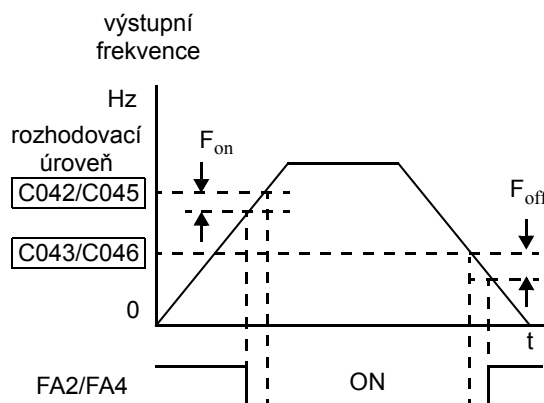 výstupní
frekvence
Hz
rozhodovací
úroveň
F_on
C042/C045
F_off
C043/C046
0
t
FA2/FA4
ON